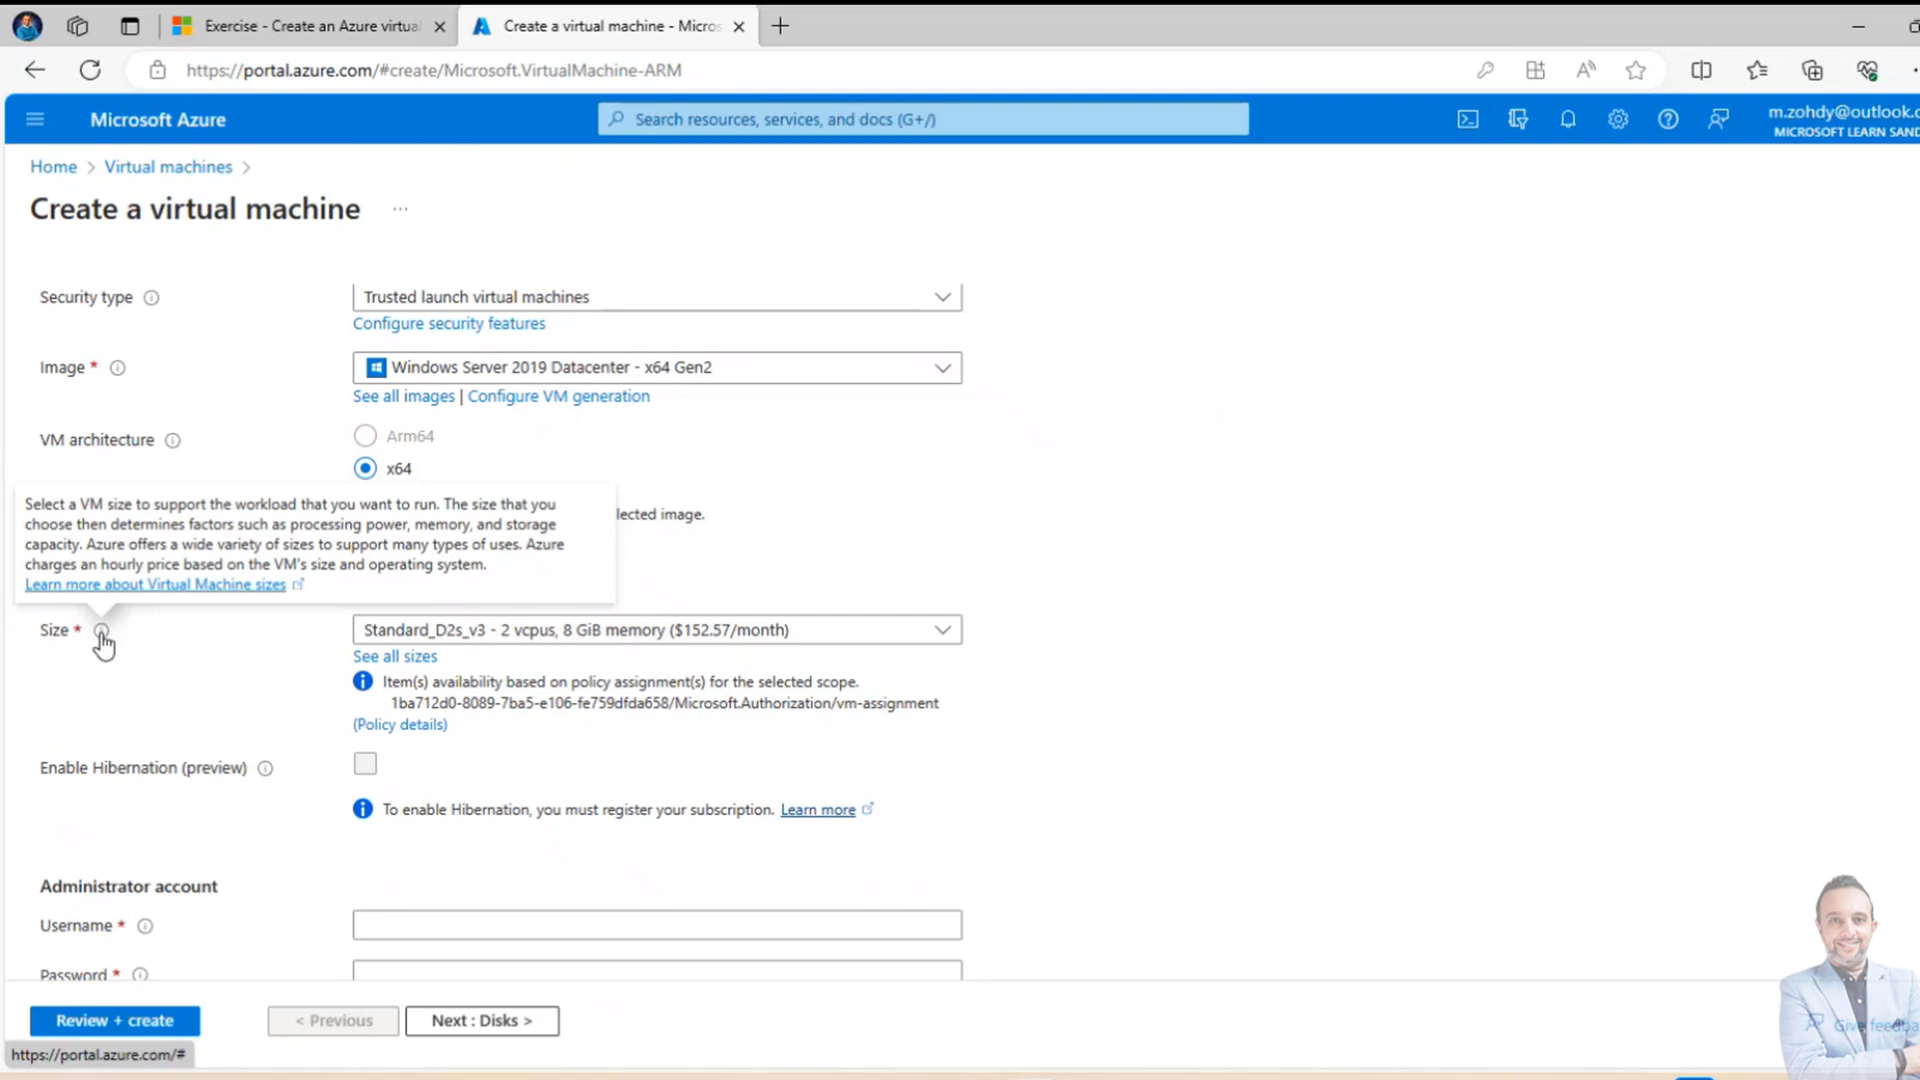 Exercise - Create an Azure virtual
Create a virtual machine - Micros
https://portal.azure.com/#create/Microsoft.VirtualMachine-ARM
Microsoft Azure
Search resources, services, and docs (G+/)
m.zohdy@outlook.c
MICROSOFT LEARN SAND
Home > Virtual machines >
Create a virtual machine ...
Security type
Trusted launch virtual machines
Configure security features
Image *
Windows Server 2019 Datacenter - x64 Gen2
See all images | Configure VM generation
VM architecture
Arm64
x64
Select a VM size to support the workload that you want to run. The size that you
choose then determines factors such as processing power, memory, and storage
capacity. Azure offers a wide variety of sizes to support many types of uses. Azure
charges an hourly price based on the VM's size and operating system.
Learn more about Virtual Machine sizes
lected image.
Size *
Standard_D2s_v3 - 2 vcpus, 8 GiB memory ($152.57/month)
See all sizes
Item(s) availability based on policy assignment(s) for the selected scope.
1ba712d0-8089-7ba5-e106-fe759dfda658/Microsoft.Authorization/vm-assignment
(Policy details)
Enable Hibernation (preview)
To enable Hibernation, you must register your subscription. Learn more
Administrator account
Username *
Password *
Review + create
< Previous
Next : Disks >
Give feedba
https://portal.azure.com/#